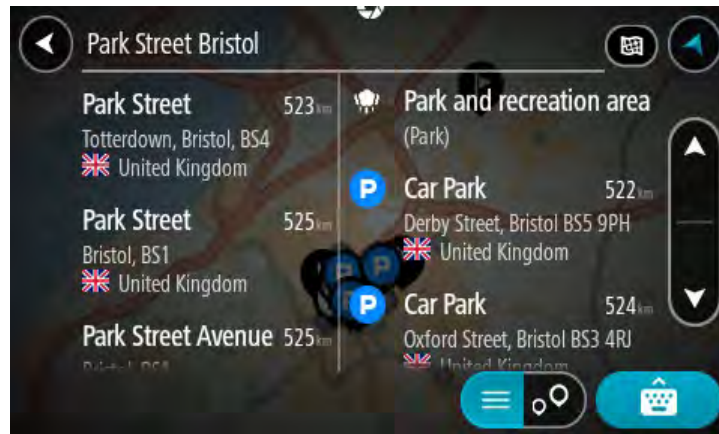 Park Street Bristol
Park Street 523 km
Totterdown, Bristol, BS4
United Kingdom
Park Street 525 km
Bristol, BS1
United Kingdom
Park Street Avenue 525 km
Park and recreation area
(Park)
P Car Park 522 km
Derby Street, Bristol BS5 9PH
United Kingdom
P Car Park 524 km
Oxford Street, Bristol BS3 4RJ
United Kingdom